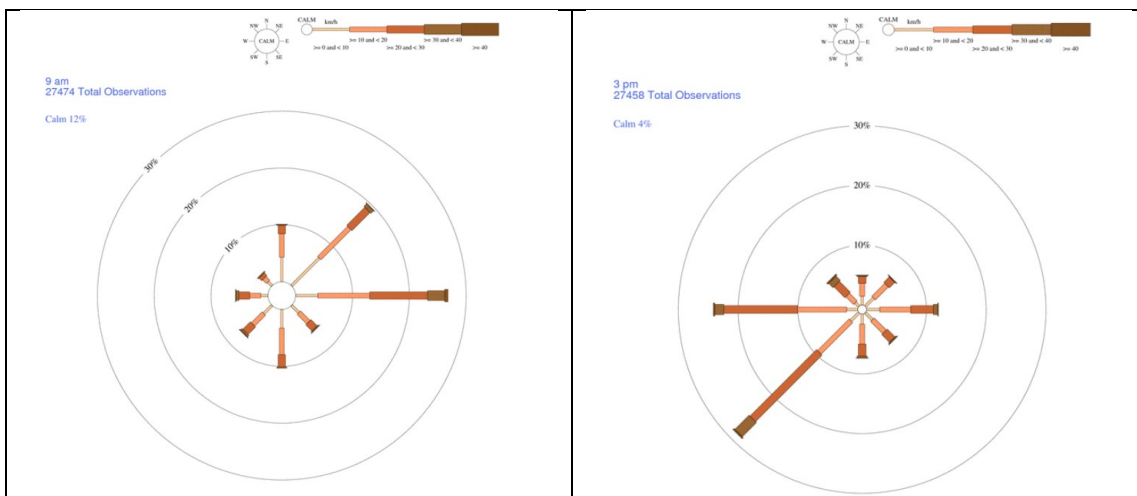 N
NW NE
W CALM E
SW SE
S
CALM km/h
>= 10 and < 20 >= 30 and < 40
>= 0 and < 10 >= 20 and < 30 >= 40
9 am
27474 Total Observations
Calm 12%
30%
20%
10%
N
NW NE
W CALM E
SW SE
S
CALM km/h
>= 10 and < 20 >= 30 and < 40
>= 0 and < 10 >= 20 and < 30 >= 40
3 pm
27458 Total Observations
Calm 4%
30%
20%
10%